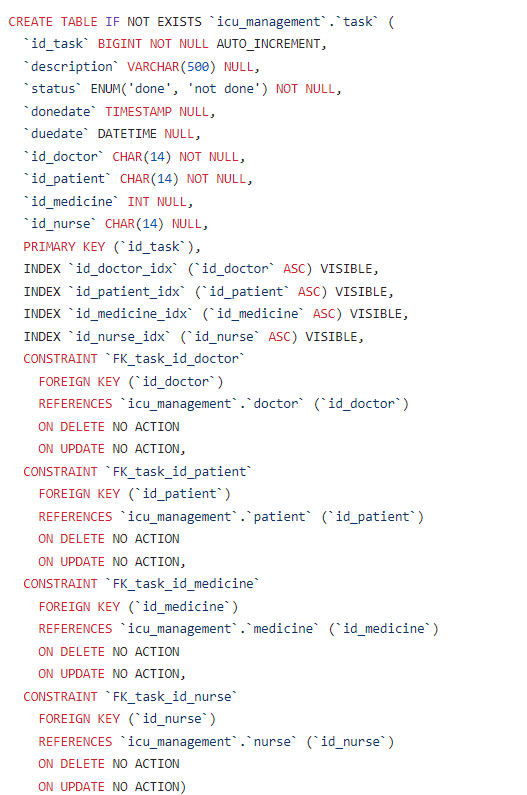 CREATE TABLE IF NOT EXISTS `icu_management`.`task` (
  `id_task` BIGINT NOT NULL AUTO_INCREMENT,
  `description` VARCHAR(500) NULL,
  `status` ENUM('done', 'not done') NOT NULL,
  `donedate` TIMESTAMP NULL,
  `duedate` DATETIME NULL,
  `id_doctor` CHAR(14) NOT NULL,
  `id_patient` CHAR(14) NOT NULL,
  `id_medicine` INT NULL,
  `id_nurse` CHAR(14) NULL,
  PRIMARY KEY (`id_task`),
  INDEX `id_doctor_idx` (`id_doctor` ASC) VISIBLE,
  INDEX `id_patient_idx` (`id_patient` ASC) VISIBLE,
  INDEX `id_medicine_idx` (`id_medicine` ASC) VISIBLE,
  INDEX `id_nurse_idx` (`id_nurse` ASC) VISIBLE,
  CONSTRAINT `FK_task_id_doctor`
    FOREIGN KEY (`id_doctor`)
    REFERENCES `icu_management`.`doctor` (`id_doctor`)
    ON DELETE NO ACTION
    ON UPDATE NO ACTION,
  CONSTRAINT `FK_task_id_patient`
    FOREIGN KEY (`id_patient`)
    REFERENCES `icu_management`.`patient` (`id_patient`)
    ON DELETE NO ACTION
    ON UPDATE NO ACTION,
  CONSTRAINT `FK_task_id_medicine`
    FOREIGN KEY (`id_medicine`)
    REFERENCES `icu_management`.`medicine` (`id_medicine`)
    ON DELETE NO ACTION
    ON UPDATE NO ACTION,
  CONSTRAINT `FK_task_id_nurse`
    FOREIGN KEY (`id_nurse`)
    REFERENCES `icu_management`.`nurse` (`id_nurse`)
    ON DELETE NO ACTION
    ON UPDATE NO ACTION)